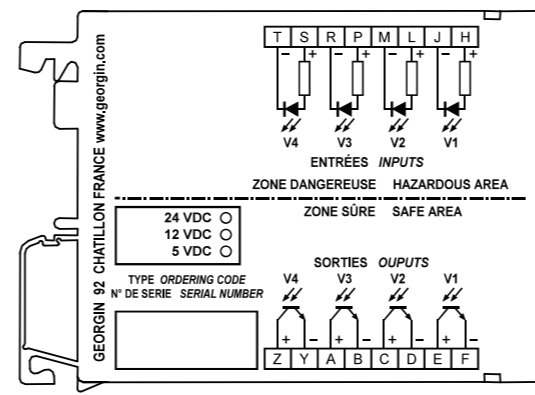 GEORGIN 92 CHATILLON FRANCE www.georgin.com
T S R P M L J H
− + − + − + − +
V4 V3 V2 V1
ENTRÉES INPUTS
ZONE DANGEREUSE HAZARDOUS AREA
ZONE SÛRE SAFE AREA
24 VDC
12 VDC
5 VDC
SORTIES OUPUTS
TYPE ORDERING CODE
N° DE SERIE SERIAL NUMBER
V4 V3 V2 V1
+ − + − + − + −
Z Y A B C D E F